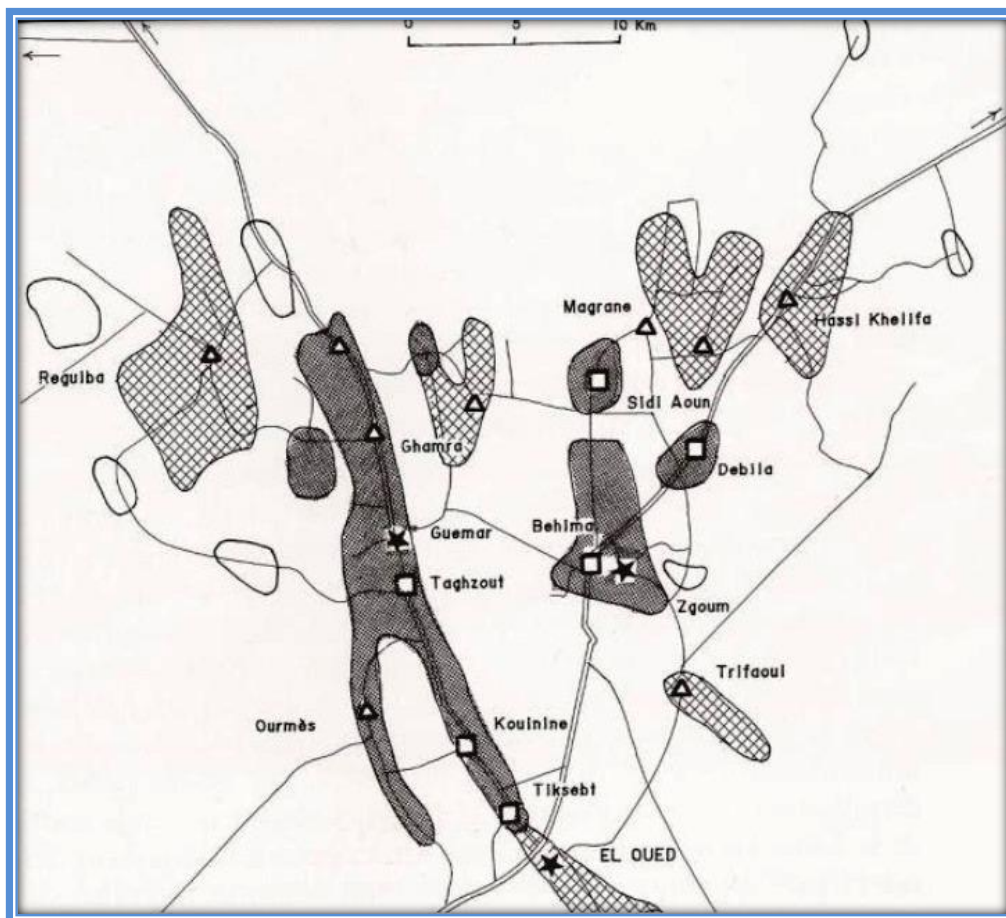 0 5 10 Km
Magrane
Hassi Khelifa
Reguiba
Sidi Aoun
Ghamra
Debila
Behima
Guemar
Taghzout
Zgoum
Trifaoui
Ourmès
Kouinine
Tiksebt
EL OUED